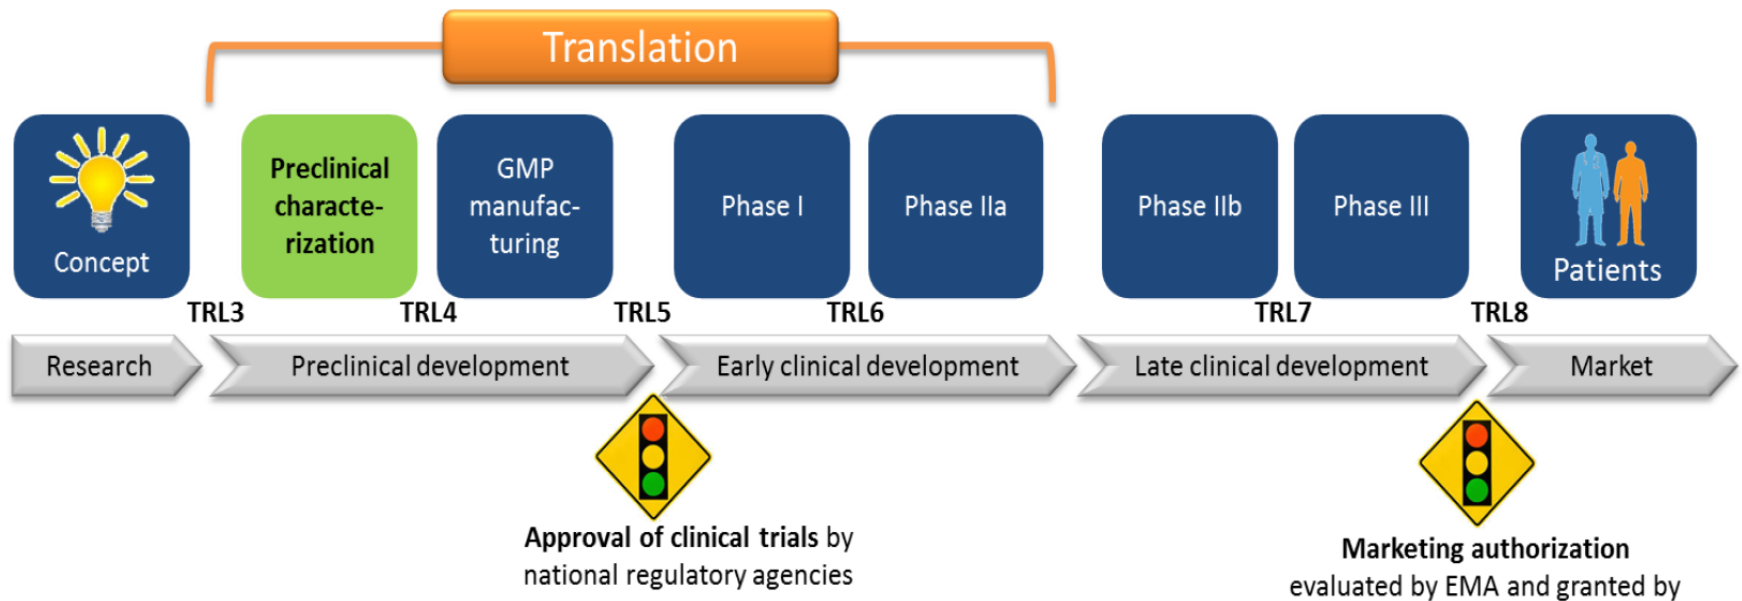 Translation
Concept
Preclinical
characte-
rization
GMP
manufac-
turing
Phase I
Phase IIa
Phase IIb
Phase III
Patients
TRL3
TRL4
TRL5
TRL6
TRL7
TRL8
Research
Preclinical development
Early clinical development
Late clinical development
Market
Approval of clinical trials by
national regulatory agencies
Marketing authorization
evaluated by EMA and granted by